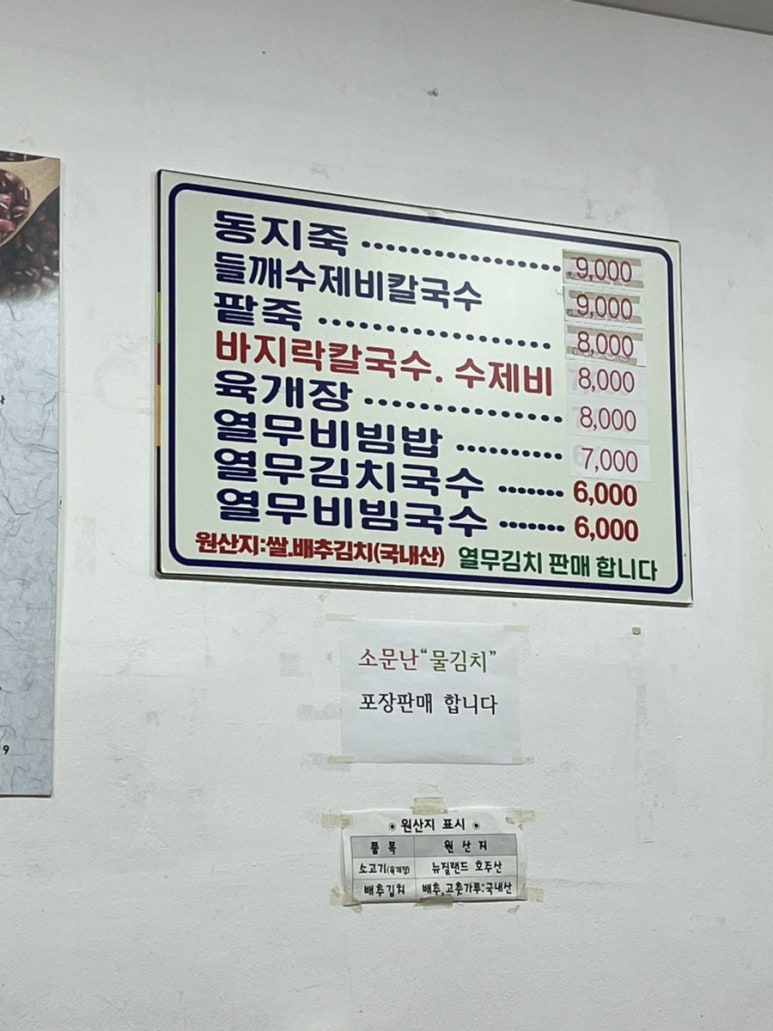 동지죽 .................... 9,000
들깨수제비칼국수 9,000
팥죽 ........................ 8,000
바지락칼국수. 수제비 8,000
육개장 .................... 8,000
열무비빔밥 .......... 7,000
열무김치국수 ....... 6,000
열무비빔국수 ....... 6,000
원산지:쌀.배추김치(국내산) 열무김치 판매 합니다
소문난“물김치”
포장판매 합니다
◉ 원산지 표시 ◉
품 목 원 산 지
소고기(육개장) 뉴질랜드 호주산
배추김치 배추,고춧가루:국내산
9